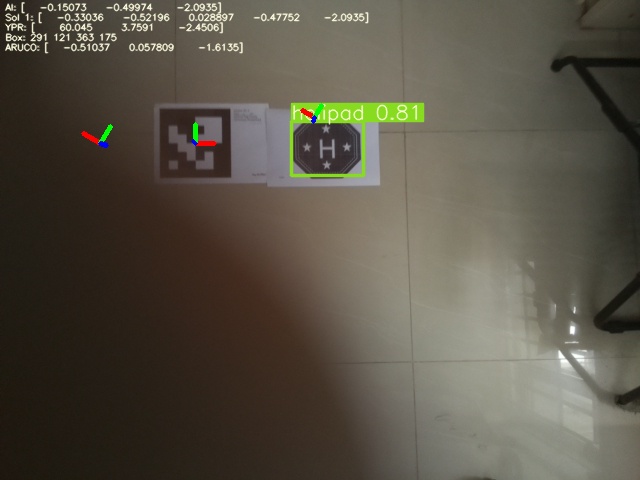 AI: [ -0.15073 -0.49974 -2.0935]
Sol 1: [ -0.33036 -0.52196 0.028897 -0.47752 -2.0935]
YPR: [ 60.045 3.7591 -2.4506]
Box: 291 121 363 175
ARUCO: [ -0.51037 0.057809 -1.6135]
helipad 0.81
H